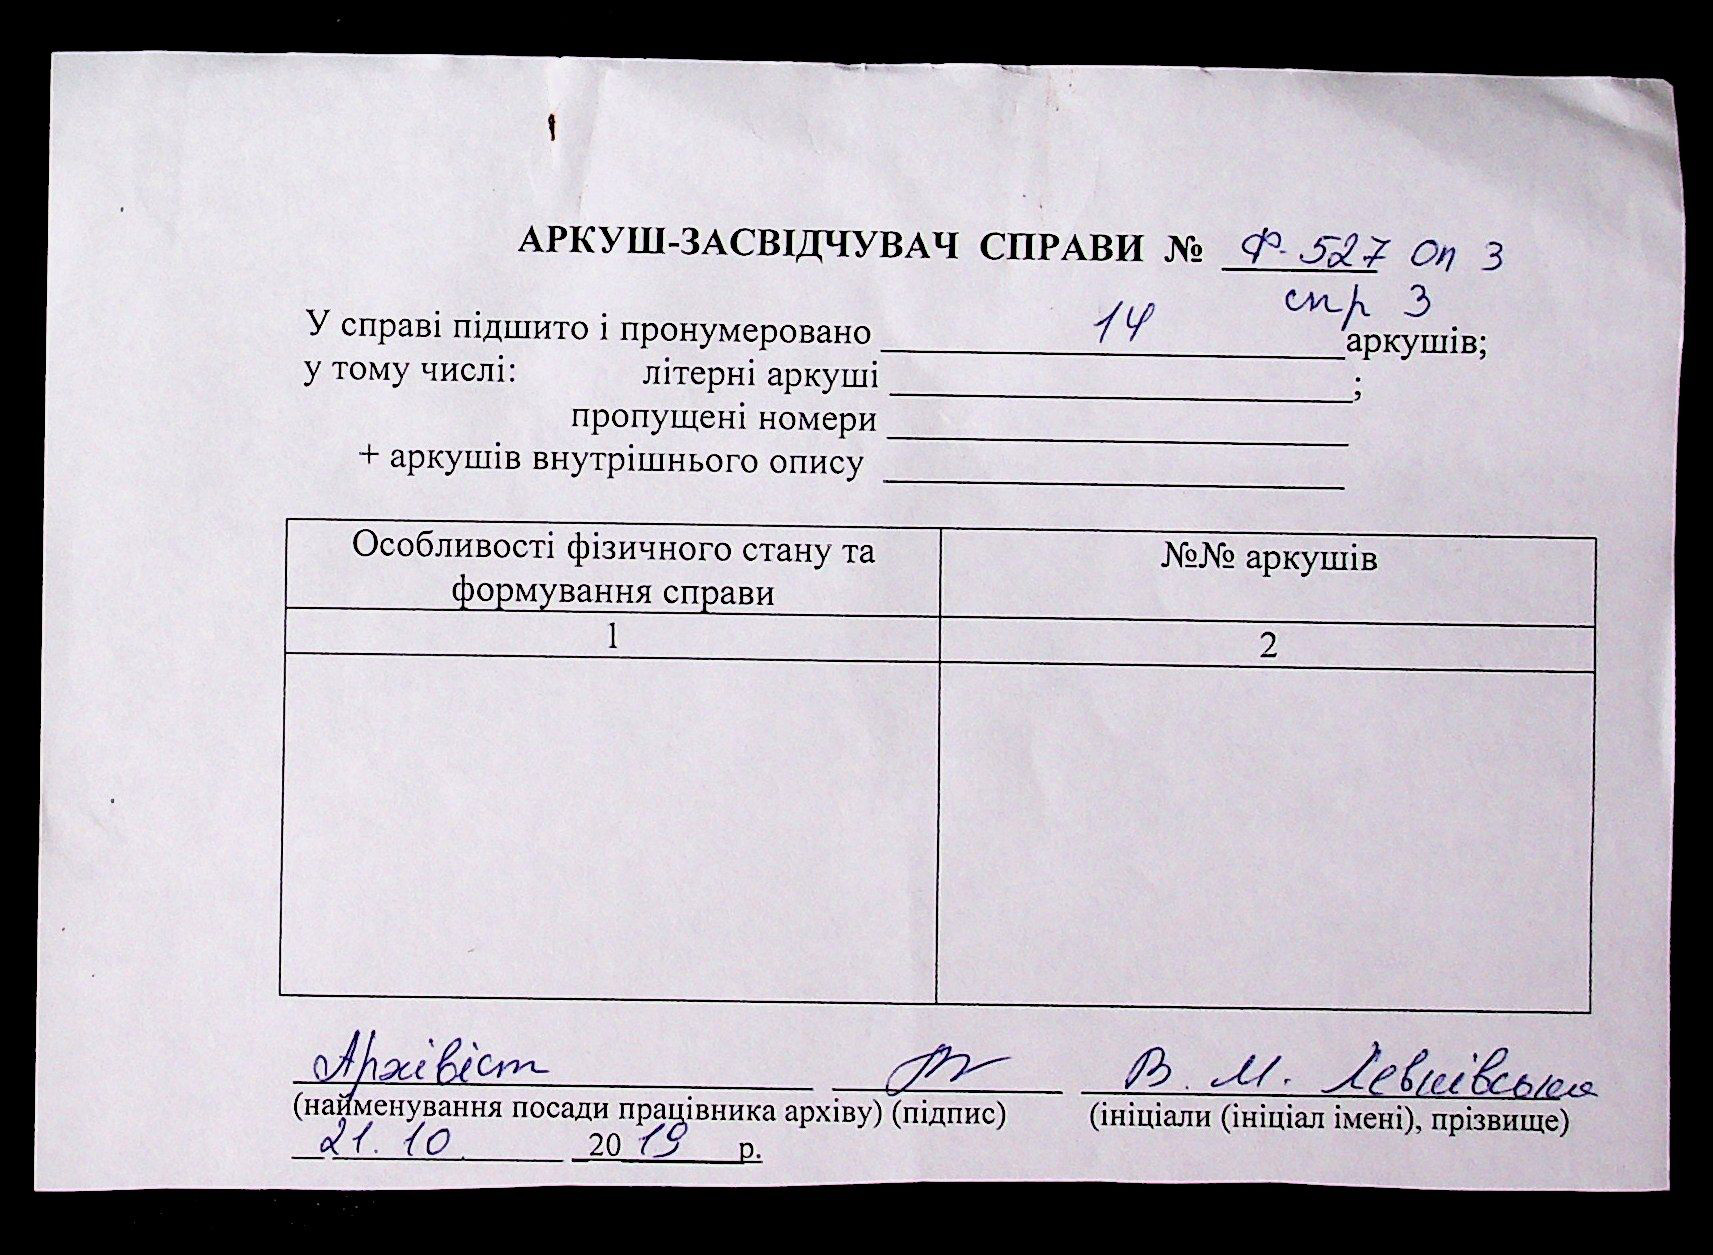 АРКУШ-ЗАСВІДЧУВАЧ СПРАВИ № Ф-527 Оп 3
спр 3
У справі підшито і пронумеровано 14 аркушів;
у тому числі: літерні аркуші ;
пропущені номери
+ аркушів внутрішнього опису
Особливості фізичного стану та №№ аркушів
формування справи
1 2
Архівіст В. М.
(найменування посади працівника архіву) (підпис) (ініціали (ініціал імені), прізвище)
21.10. 2019 р.